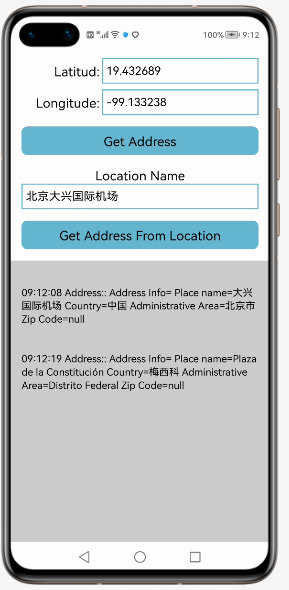 100% 9:12
Latitud: 19.432689
Longitude: -99.133238
Get Address
Location Name
北京大兴国际机场
Get Address From Location
09:12:08 Address:: Address Info= Place name=大兴
国际机场 Country=中国 Administrative Area=北京市
Zip Code=null
09:12:19 Address:: Address Info= Place name=Plaza
de la Constitución Country=梅西科 Administrative
Area=Distrito Federal Zip Code=null